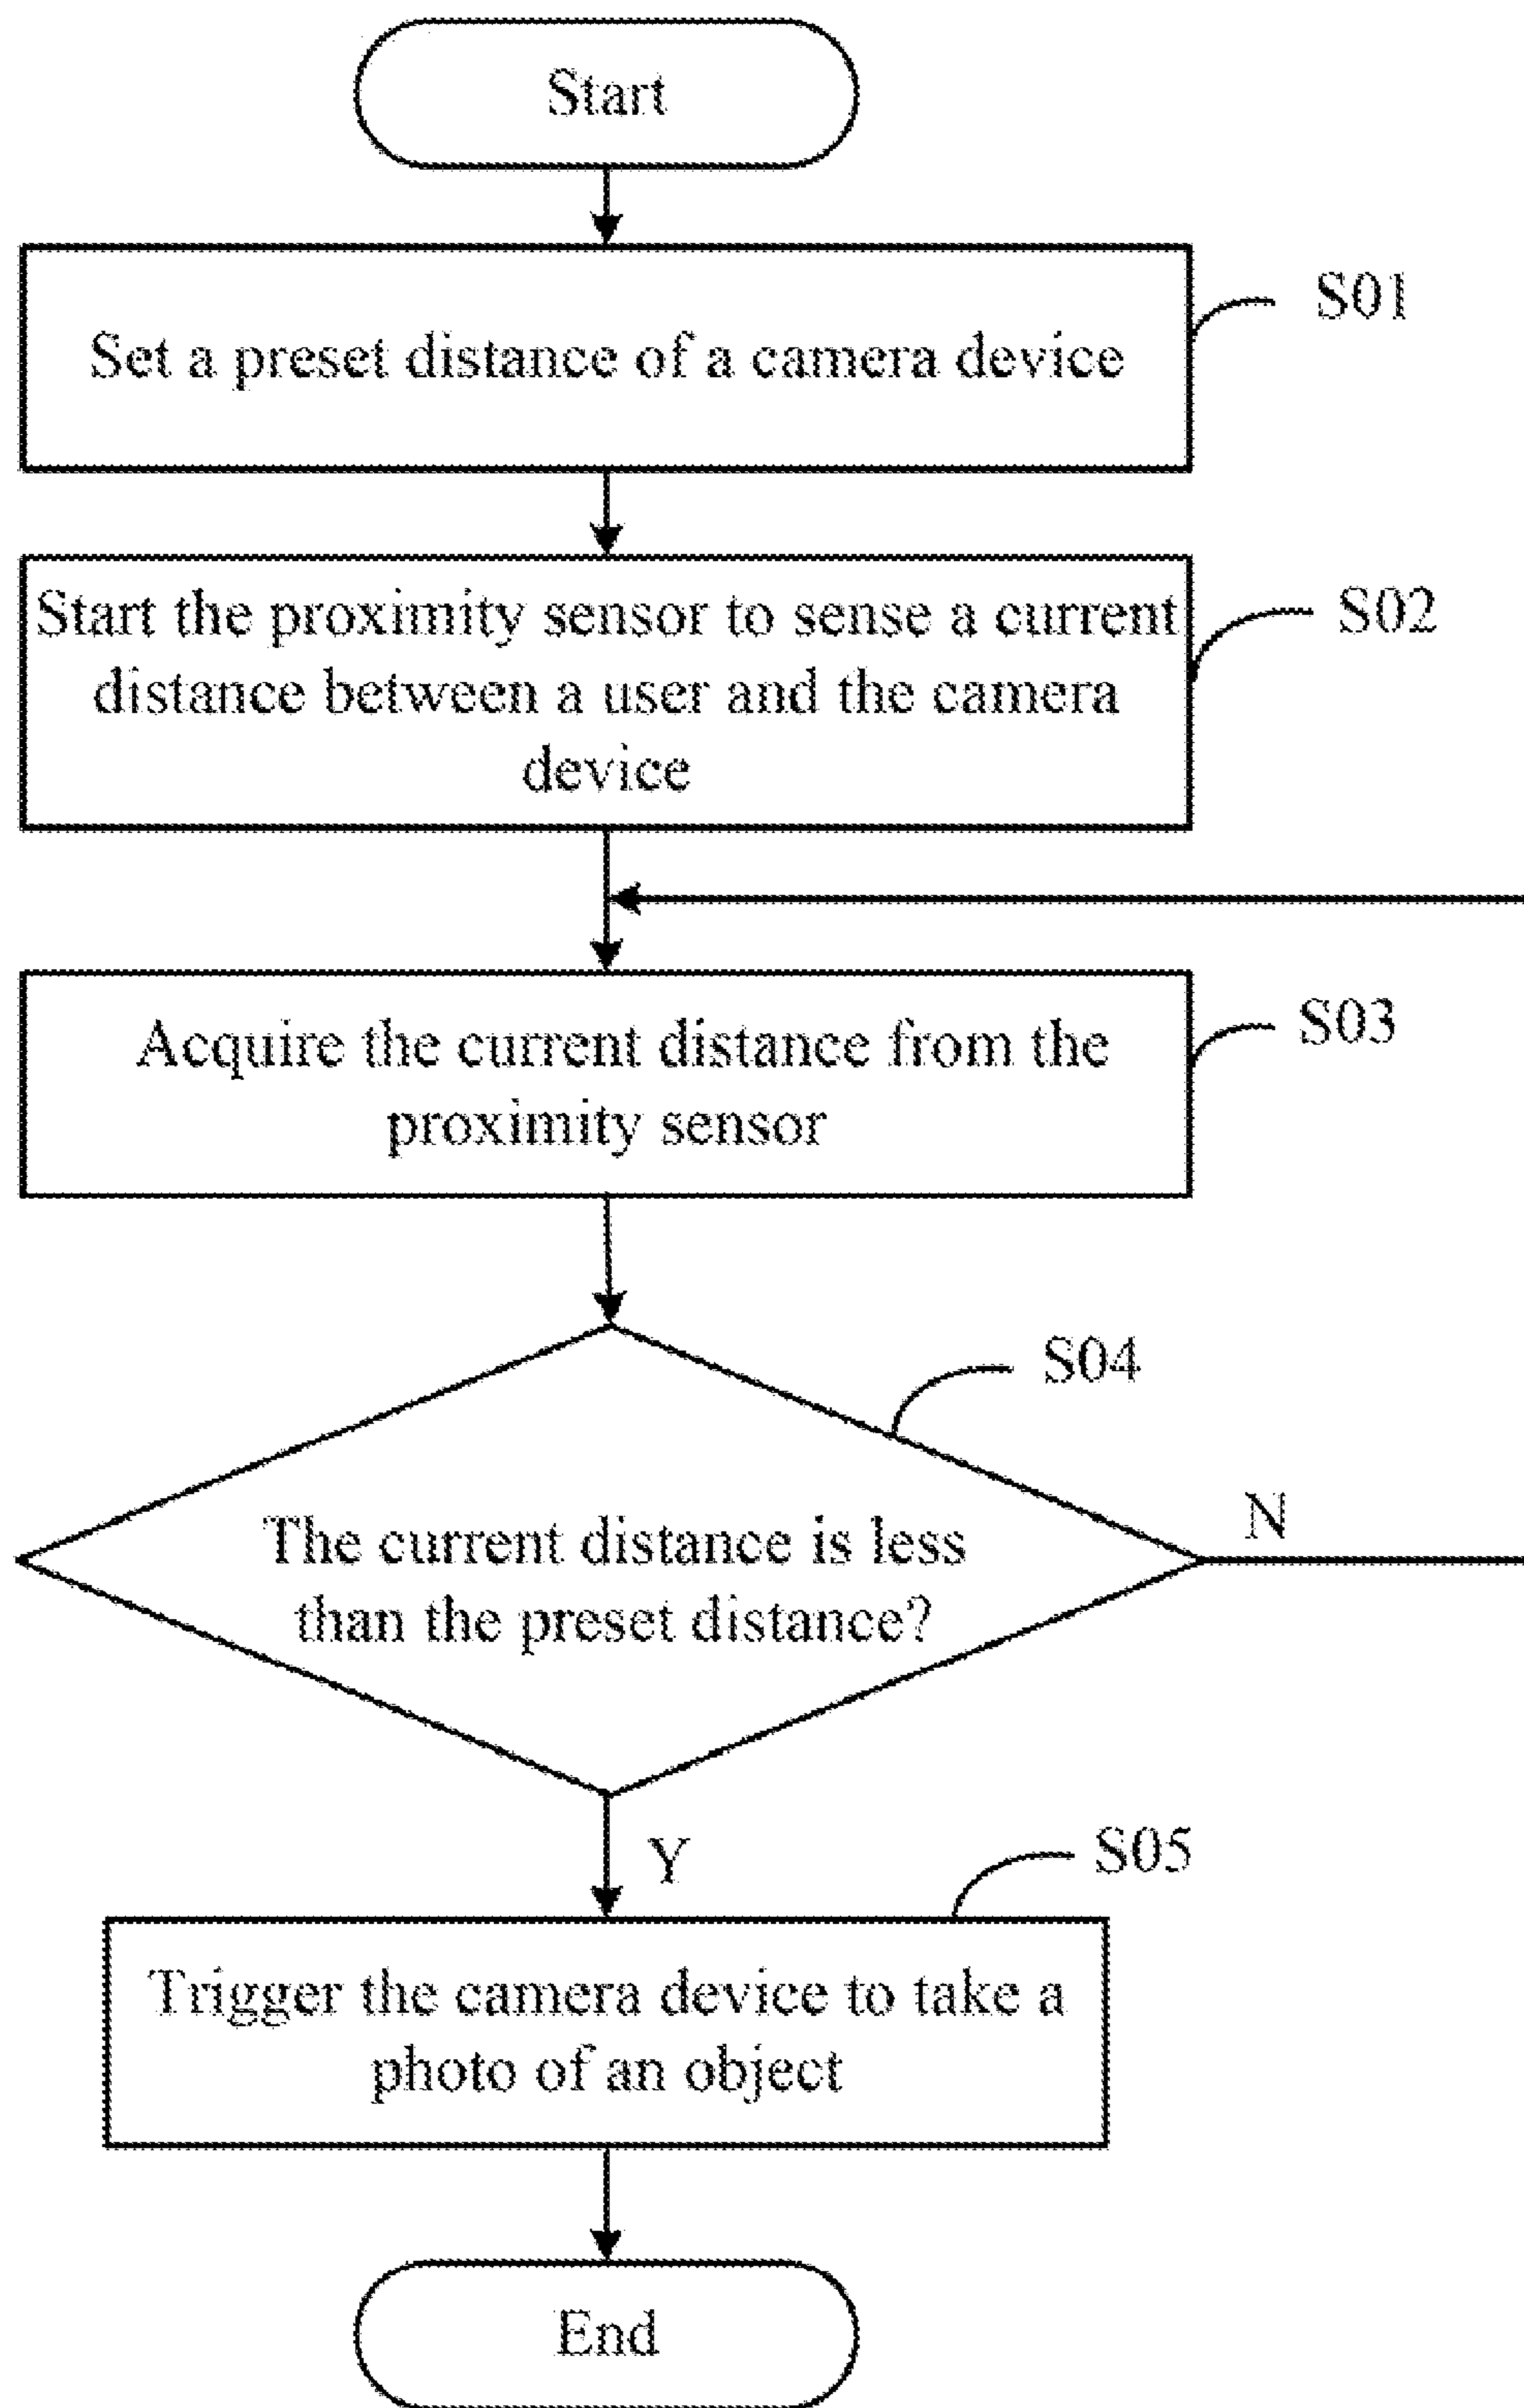 Start
S01
Set a preset distance of a camera device
Start the proximity sensor to sense a current
distance between a user and the camera
device
S02
Acquire the current distance from the
proximity sensor
S03
S04
The current distance is less
than the preset distance?
N
Y
S05
Trigger the camera device to take a
photo of an object
End